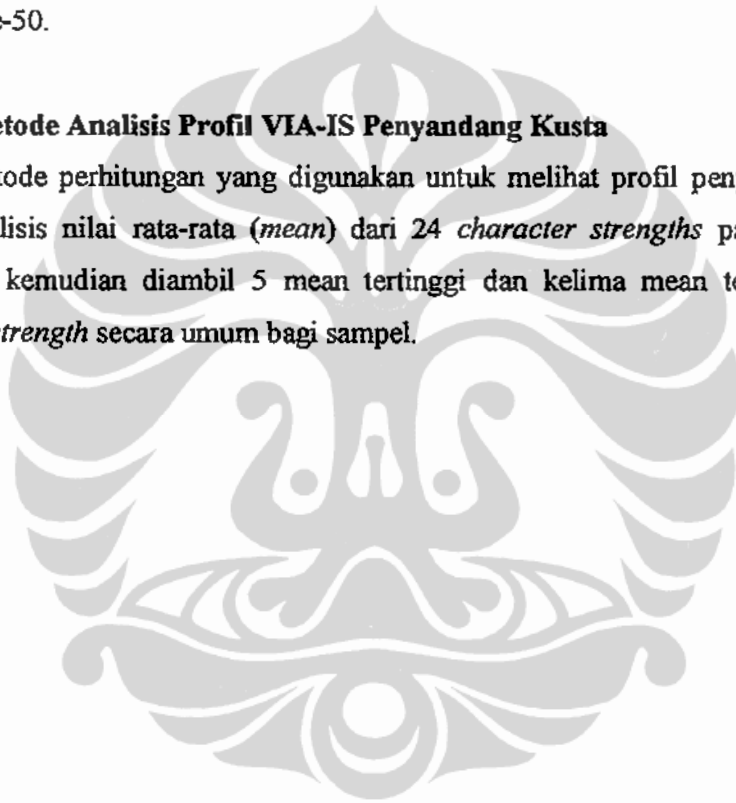 -50.
etode Analisis Profil VIA-IS Penyandang Kusta
tode perhitungan yang digunakan untuk melihat profil peny
lisis nilai rata-rata (mean) dari 24 character strengths pa
kemudian diambil 5 mean tertinggi dan kelima mean te
trength secara umum bagi sampel.